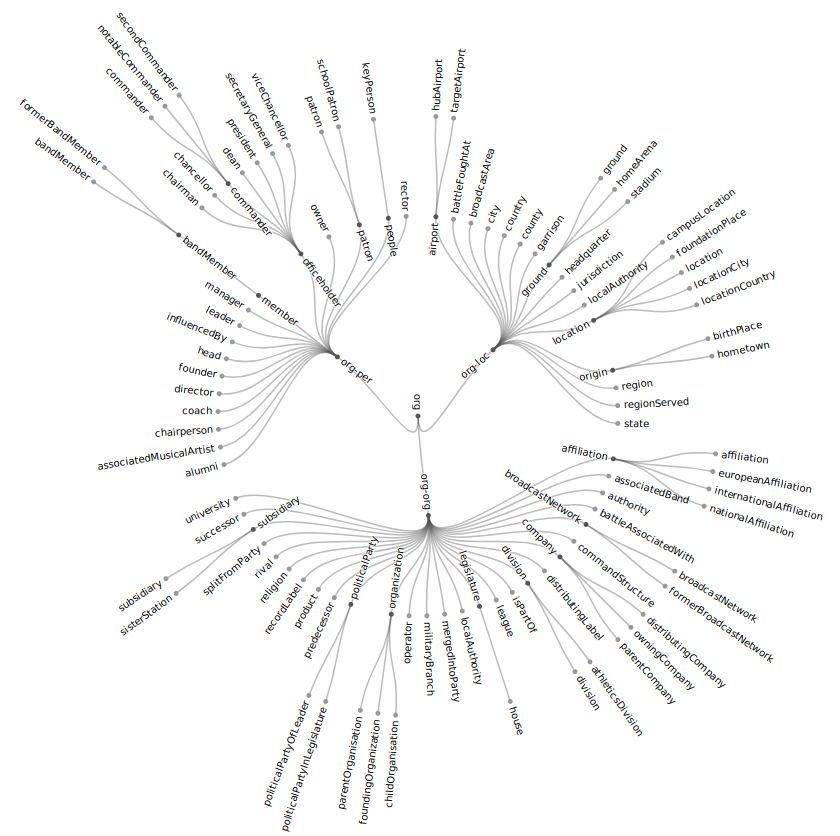 org
org-per
alumni
associatedMusicalArtist
chairperson
coach
director
founder
head
influencedBy
leader
manager
member
bandMember
bandMember
formerBandMember
officeholder
chairman
chancellor
commander
commander
notableCommander
secondCommander
dean
president
secretaryGeneral
viceChancellor
owner
patron
patron
schoolPatron
people
keyPerson
rector
org-loc
airport
hubAirport
targetAirport
battleFoughtAt
broadcastArea
city
country
county
garrison
ground
ground
homeArena
stadium
headquarter
jurisdiction
localAuthority
location
campusLocation
foundationPlace
location
locationCity
locationCountry
origin
birthPlace
hometown
region
regionServed
state
org-org
affiliation
affiliation
europeanAffiliation
internationalAffiliation
nationalAffiliation
associatedBand
authority
battleAssociatedWith
broadcastNetwork
broadcastNetwork
formerBroadcastNetwork
commandStructure
company
distributingCompany
owningCompany
parentCompany
distributingLabel
division
athleticsDivision
division
isPartOf
league
legislature
house
localAuthority
mergedIntoParty
militaryBranch
operator
organization
childOrganisation
foundingOrganization
parentOrganisation
politicalParty
politicalPartyInLegislature
politicalPartyOfLeader
predecessor
product
recordLabel
religion
rival
splitFromParty
subsidiary
sisterStation
subsidiary
successor
university